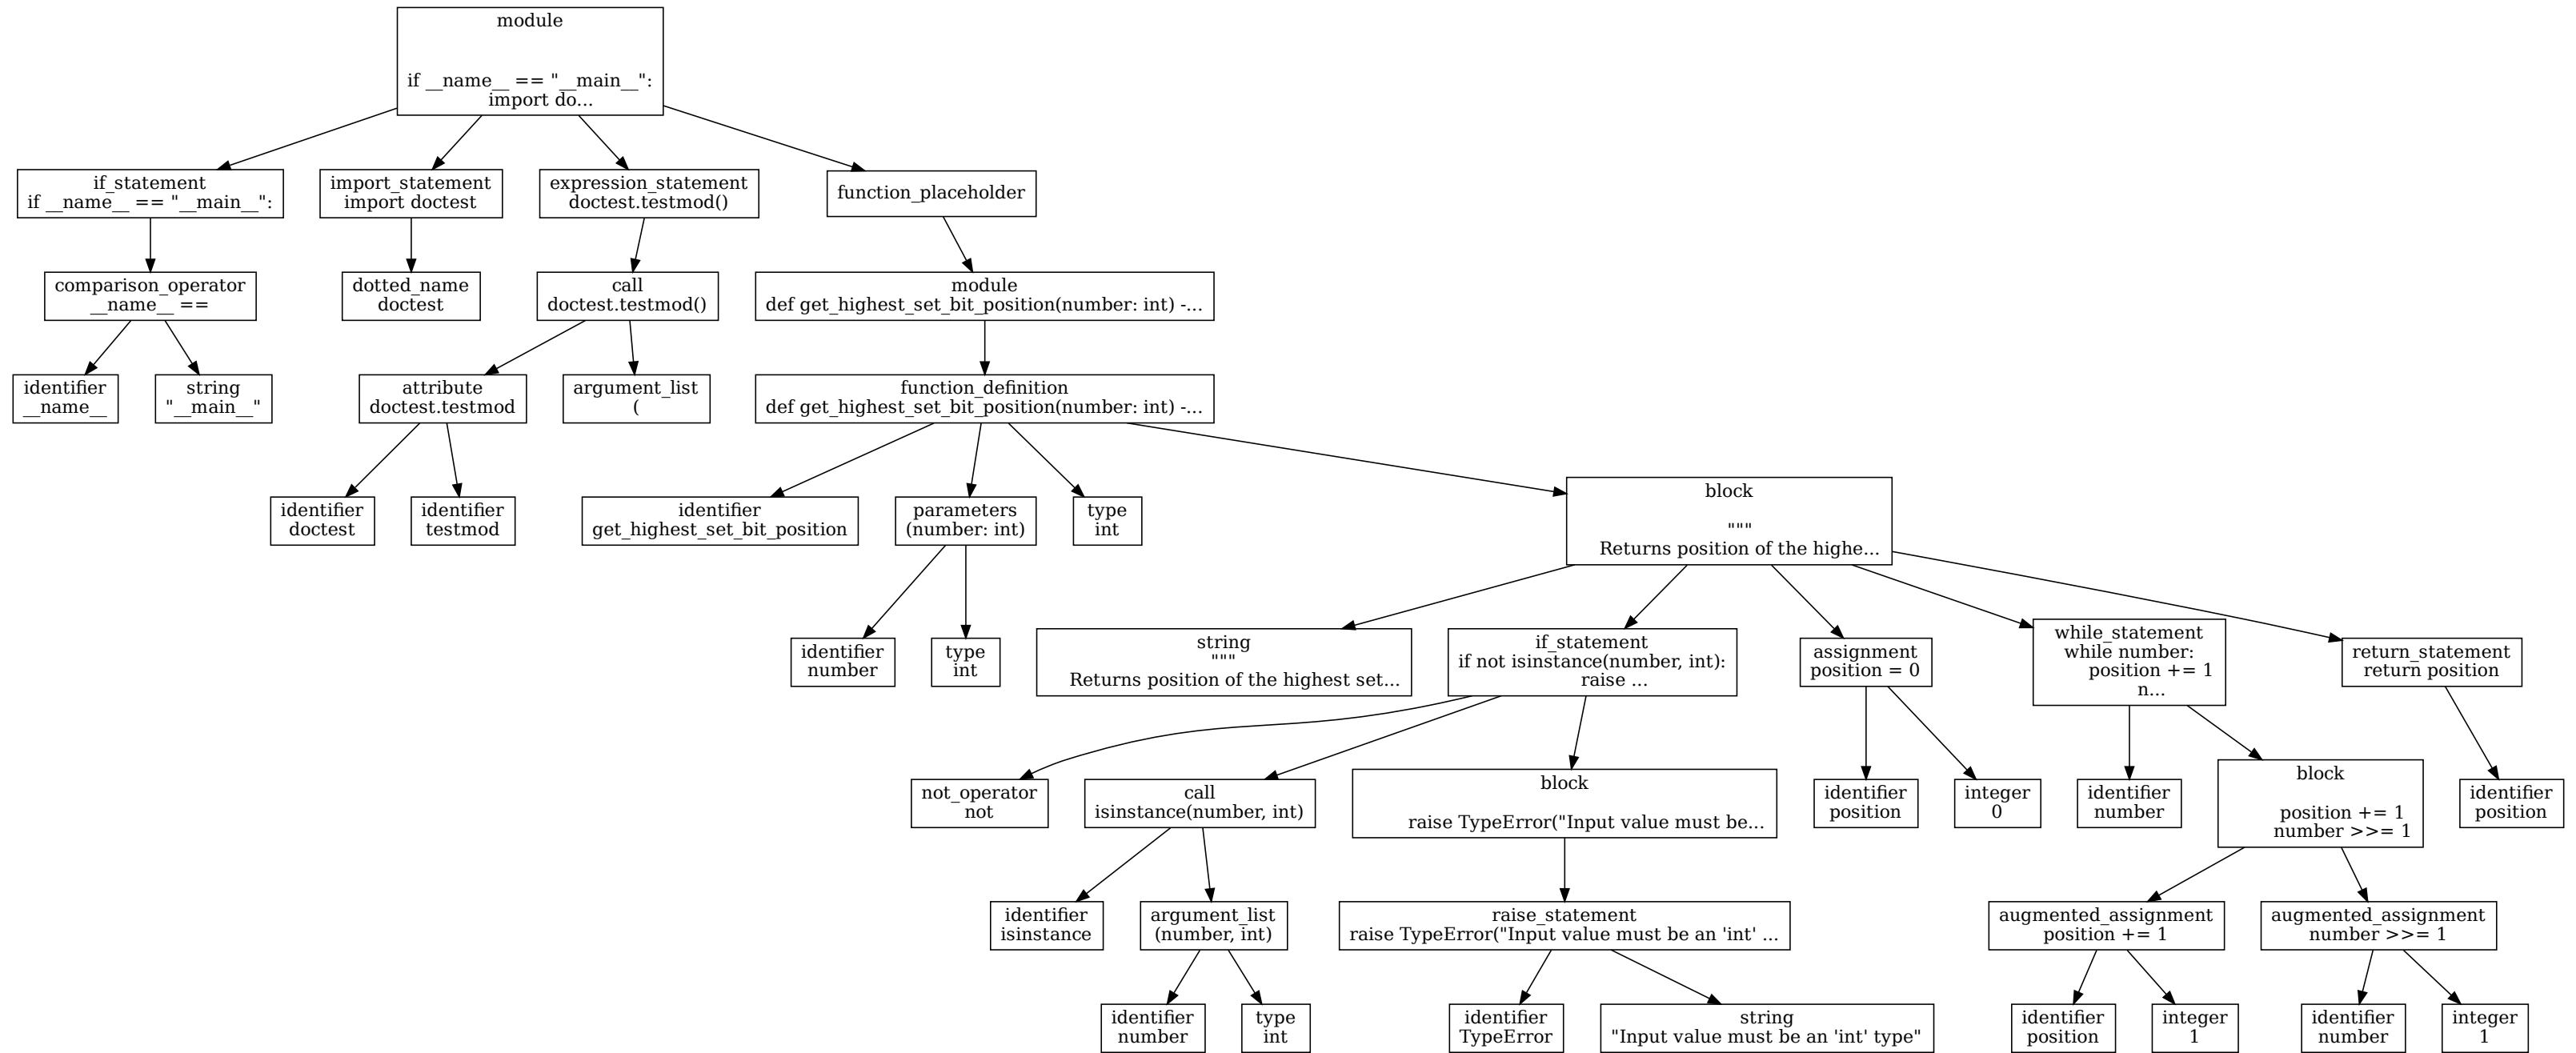 module
if __name__ == "__main__":
import do...
if_statement
if __name__ == "__main__":
import_statement
import doctest
expression_statement
doctest.testmod()
function_placeholder
comparison_operator
__name__ ==
dotted_name
doctest
call
doctest.testmod()
module
def get_highest_set_bit_position(number: int) -...
identifier
__name__
string
"__main__"
attribute
doctest.testmod
argument_list
(
function_definition
def get_highest_set_bit_position(number: int) -...
identifier
doctest
identifier
testmod
identifier
get_highest_set_bit_position
parameters
(number: int)
type
int
block
"""
Returns position of the highe...
identifier
number
type
int
string
"""
Returns position of the highest set...
if_statement
if not isinstance(number, int):
raise ...
assignment
position = 0
while_statement
while number:
position += 1
n...
return_statement
return position
not_operator
not
call
isinstance(number, int)
block
raise TypeError("Input value must be...
identifier
position
integer
0
identifier
number
block
position += 1
number >>= 1
identifier
position
identifier
isinstance
argument_list
(number, int)
raise_statement
raise TypeError("Input value must be an 'int' ...
augmented_assignment
position += 1
augmented_assignment
number >>= 1
identifier
number
type
int
identifier
TypeError
string
"Input value must be an 'int' type"
identifier
position
integer
1
identifier
number
integer
1